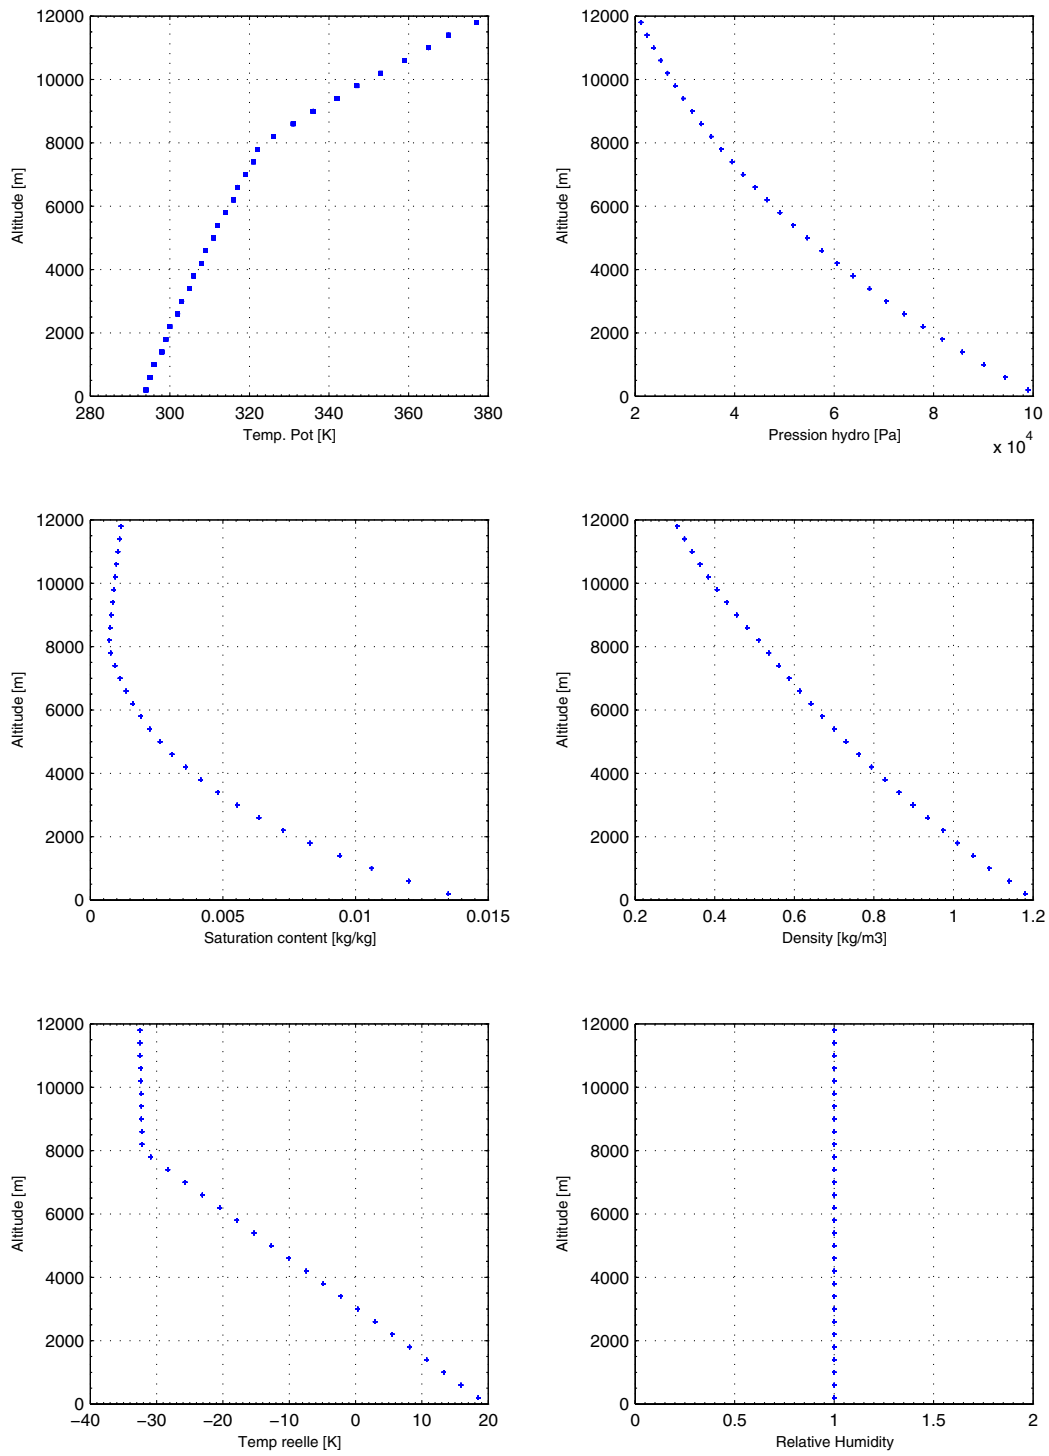 12000
10000
8000
6000
4000
2000
0
Altitude [m]
280 300 320 340 360 380
Temp. Pot [K]
12000
10000
8000
6000
4000
2000
0
Altitude [m]
2 4 6 8 10
Pression hydro [Pa]
x 10^4
12000
10000
8000
6000
4000
2000
0
Altitude [m]
0 0.005 0.01 0.015
Saturation content [kg/kg]
12000
10000
8000
6000
4000
2000
0
Altitude [m]
0.2 0.4 0.6 0.8 1 1.2
Density [kg/m3]
12000
10000
8000
6000
4000
2000
0
Altitude [m]
−40 −30 −20 −10 0 10 20
Temp reelle [K]
12000
10000
8000
6000
4000
2000
0
Altitude [m]
0 0.5 1 1.5 2
Relative Humidity